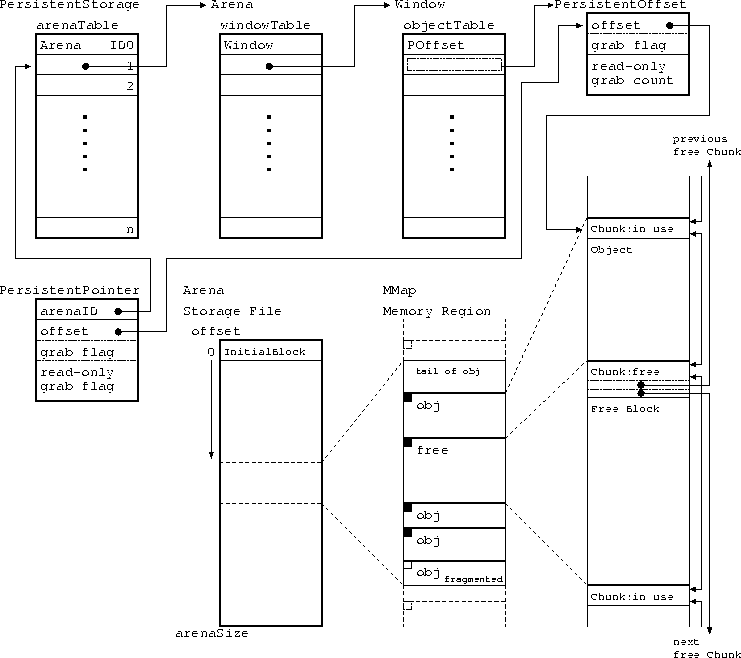 PersistentStorage
Arena
Window
PersistentOffset
arenaTable
windowTable
objectTable
Arena ID0
1
2
n
Window
POffset
offset
grab flag
read-only
grab count
previous
free Chunk
Chunk:in use
Object
PersistentPointer
arenaID
offset
grab flag
read-only
grab flag
Arena
Storage File
offset
0
InitialBlock
arenaSize
MMap
Memory Region
tail of obj
obj
free
obj
obj
obj fragmented
Chunk:free
Free Block
Chunk:in use
next
free Chunk